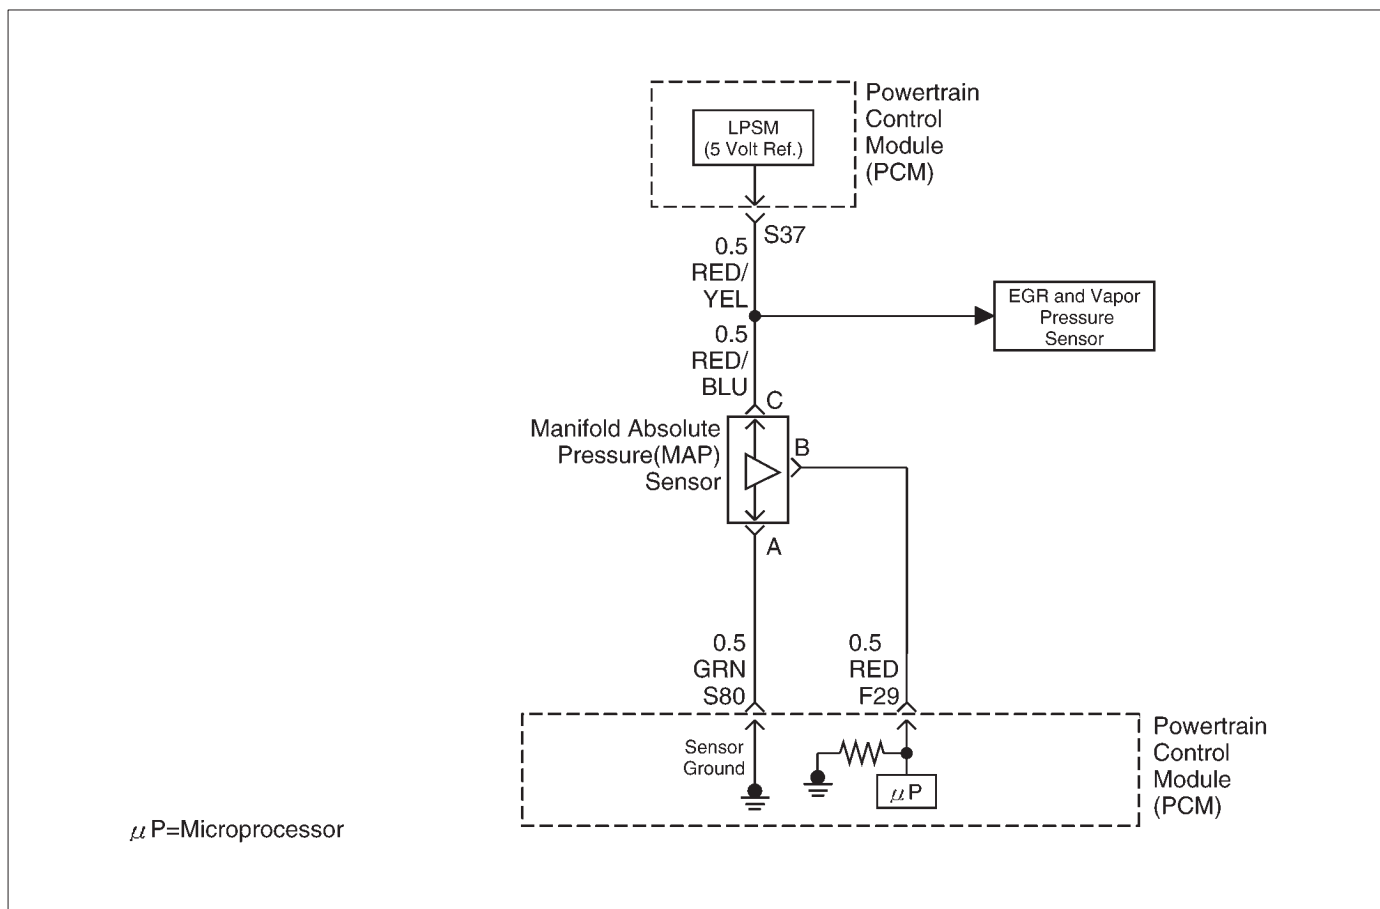 Powertrain
Control
Module
(PCM)
LPSM
(5 Volt Ref.)
S37
0.5
RED/
YEL
EGR and Vapor
Pressure
Sensor
0.5
RED/
BLU
C
Manifold Absolute
Pressure(MAP)
Sensor
B
A
0.5
GRN
S80
0.5
RED
F29
Sensor
Ground
μP
Powertrain
Control
Module
(PCM)
μP=Microprocessor